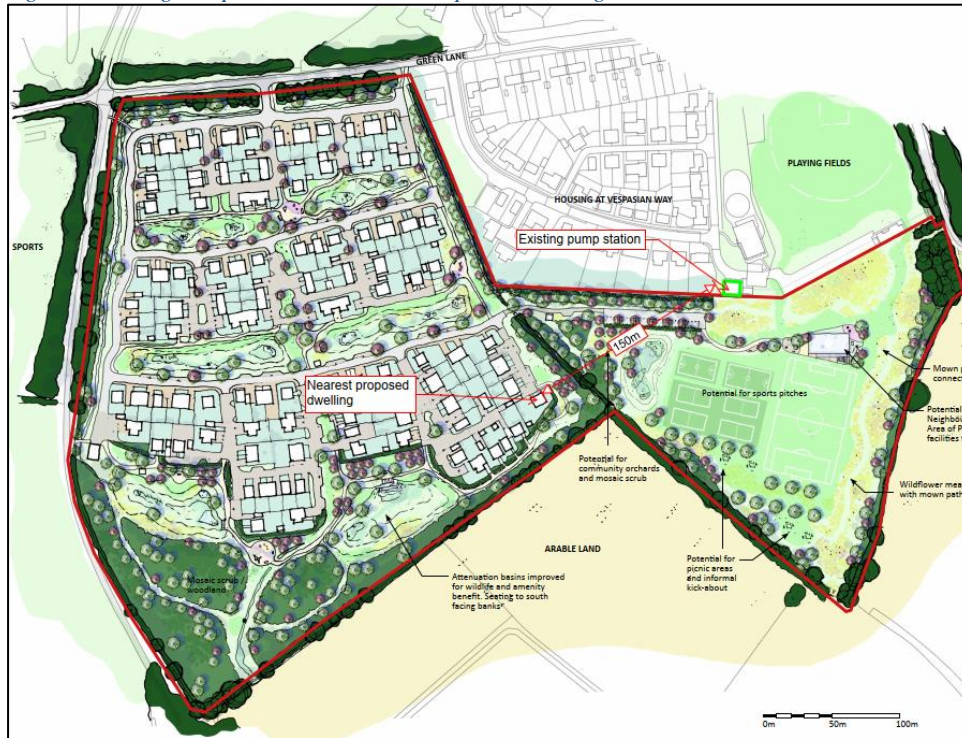 GREEN LANE
PLAYING FIELDS
HOUSING AT VESPASIAN WAY
SPORTS
Existing pump station
150m
Nearest proposed
dwelling
Mown p
connect
Potential for sports pitches
Potential
Neighbou
Area of P
facilities
Potential for
community orchards
and mosaic scrub
Wildflower mea
with mown path
ARABLE LAND
Potential for
picnic areas
and informal
kick-about
Mosaic scrub /
woodland
Attenuation basins improved
for wildlife and amenity
benefit. Seating to south
facing banks
0m
50m
100m